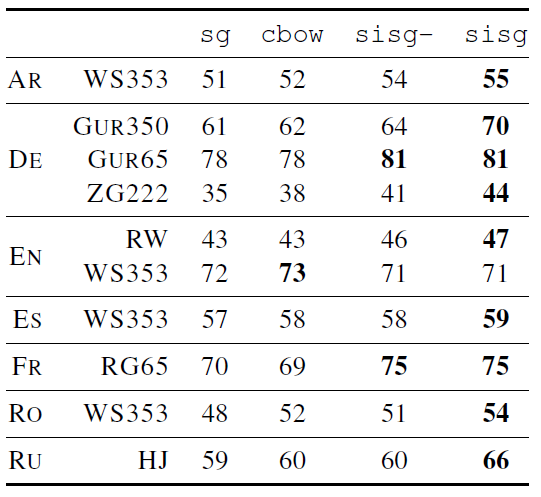 sg cbow sisg- sisg
AR WS353 51 52 54 55
GUR350 61 62 64 70
DE GUR65 78 78 81 81
ZG222 35 38 41 44
EN RW 43 43 46 47
WS353 72 73 71 71
ES WS353 57 58 58 59
FR RG65 70 69 75 75
RO WS353 48 52 51 54
RU HJ 59 60 60 66